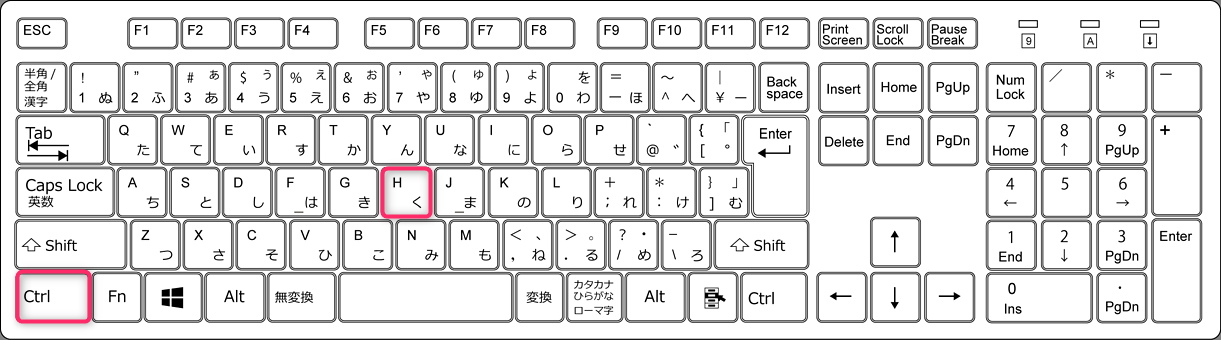 ESC F1 F2 F3 F4 F5 F6 F7 F8 F9 F10 F11 F12 Print Screen Scroll Lock Pause Break 9 A ↓
半角/全角 漢字 ! 1 ぬ " 2 ふ # ぁ 3 あ $ ぅ 4 う % ぇ 5 え & ぉ 6 お ' ゃ 7 や ( ゅ 8 ゆ ) ょ 9 よ を 0 わ = ー ほ ~ ^ へ | ¥ ー Back space Insert Home PgUp Num Lock / * －
Tab Q た W て E い R す T か Y ん U な I に O ら P せ ` @ ゛ { 「 [ ゜ Enter Delete End PgDn 7 Home 8 ↑ 9 PgUp +
Caps Lock 英数 A ち S と D し F _ は G き H く J _ ま K の L り + ; れ * : け } 」 ] む 4 ← 5 6 →
Shift Z つ X さ C そ V ひ B こ N み M も < 、 , ね > 。 . る ? ・ / め － \ ろ Shift ↑ 1 End 2 ↓ 3 PgDn Enter
Ctrl Fn Alt 無変換 変換 カタカナ ひらがな ローマ字 Alt Ctrl ← ↓ → 0 Ins . PgDn